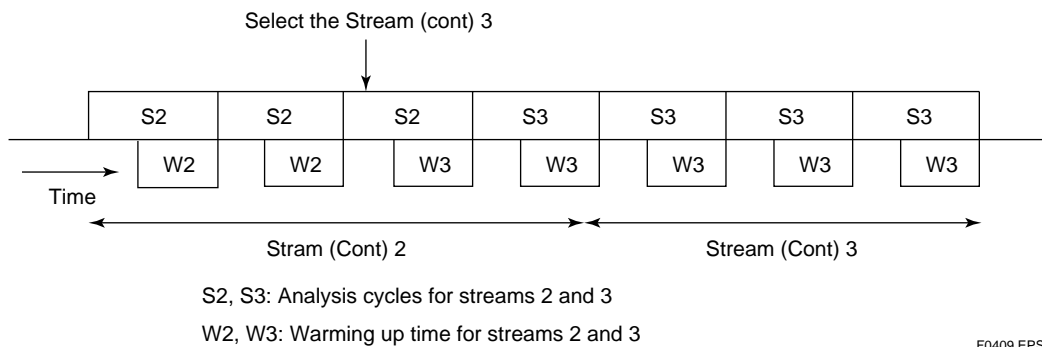 Select the Stream (cont) 3
S2 S2 S2 S3 S3 S3 S3
W2 W2 W3 W3 W3 W3 W3
Time
Stram (Cont) 2 Stream (Cont) 3
S2, S3: Analysis cycles for streams 2 and 3
W2, W3: Warming up time for streams 2 and 3
F0409.EPS